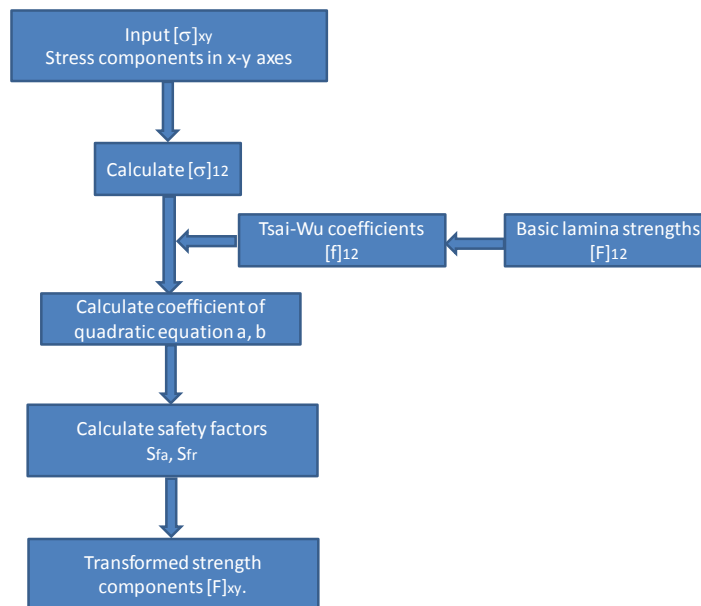 Input [σ]xy
Stress components in x-y axes
Calculate [σ]12
Tsai-Wu coefficients
[f]12
Basic lamina strengths
[F]12
Calculate coefficient of
quadratic equation a, b
Calculate safety factors
Sfa, Sfr
Transformed strength
components [F]xy.